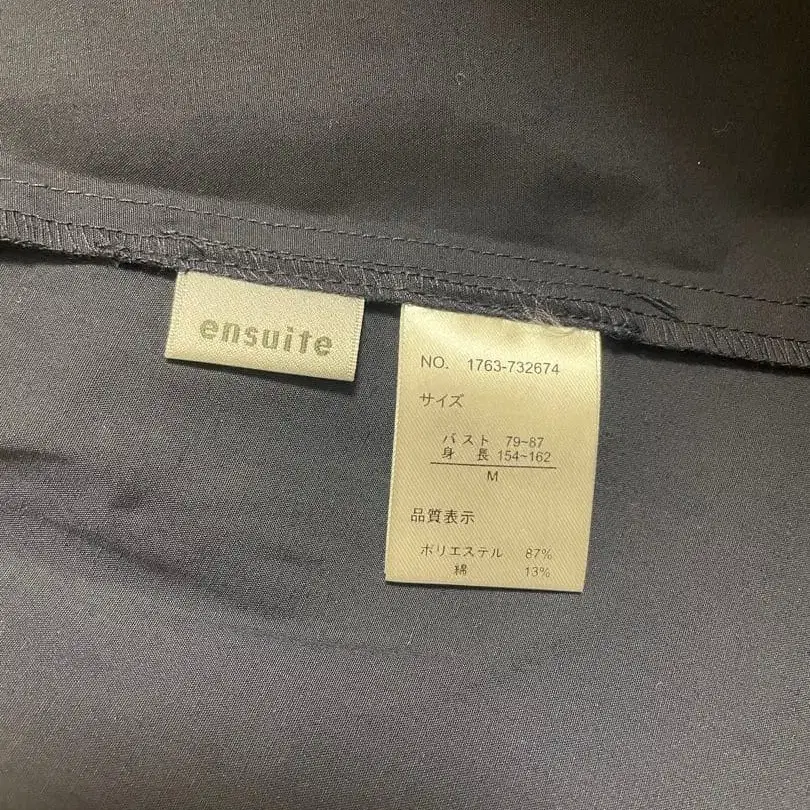 ensuite
NO. 1763-732674
サイズ
バスト 79~87
身 長 154~162
M
品質表示
ポリエステル 87%
綿 13%